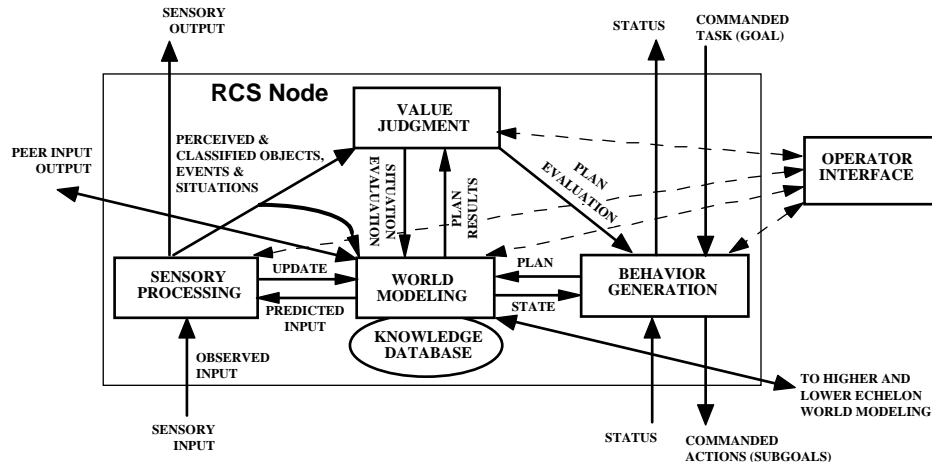 SENSORY
OUTPUT
STATUS
COMMANDED
TASK (GOAL)
RCS Node
VALUE
JUDGMENT
PERCEIVED &
CLASSIFIED OBJECTS,
EVENTS &
SITUATIONS
PEER INPUT
OUTPUT
SITUATION
EVALUATION
PLAN
RESULTS
PLAN
EVALUATION
OPERATOR
INTERFACE
SENSORY
PROCESSING
UPDATE
PREDICTED
INPUT
WORLD
MODELING
PLAN
STATE
BEHAVIOR
GENERATION
KNOWLEDGE
DATABASE
OBSERVED
INPUT
TO HIGHER AND
LOWER ECHELON
WORLD MODELING
SENSORY
INPUT
STATUS
COMMANDED
ACTIONS (SUBGOALS)